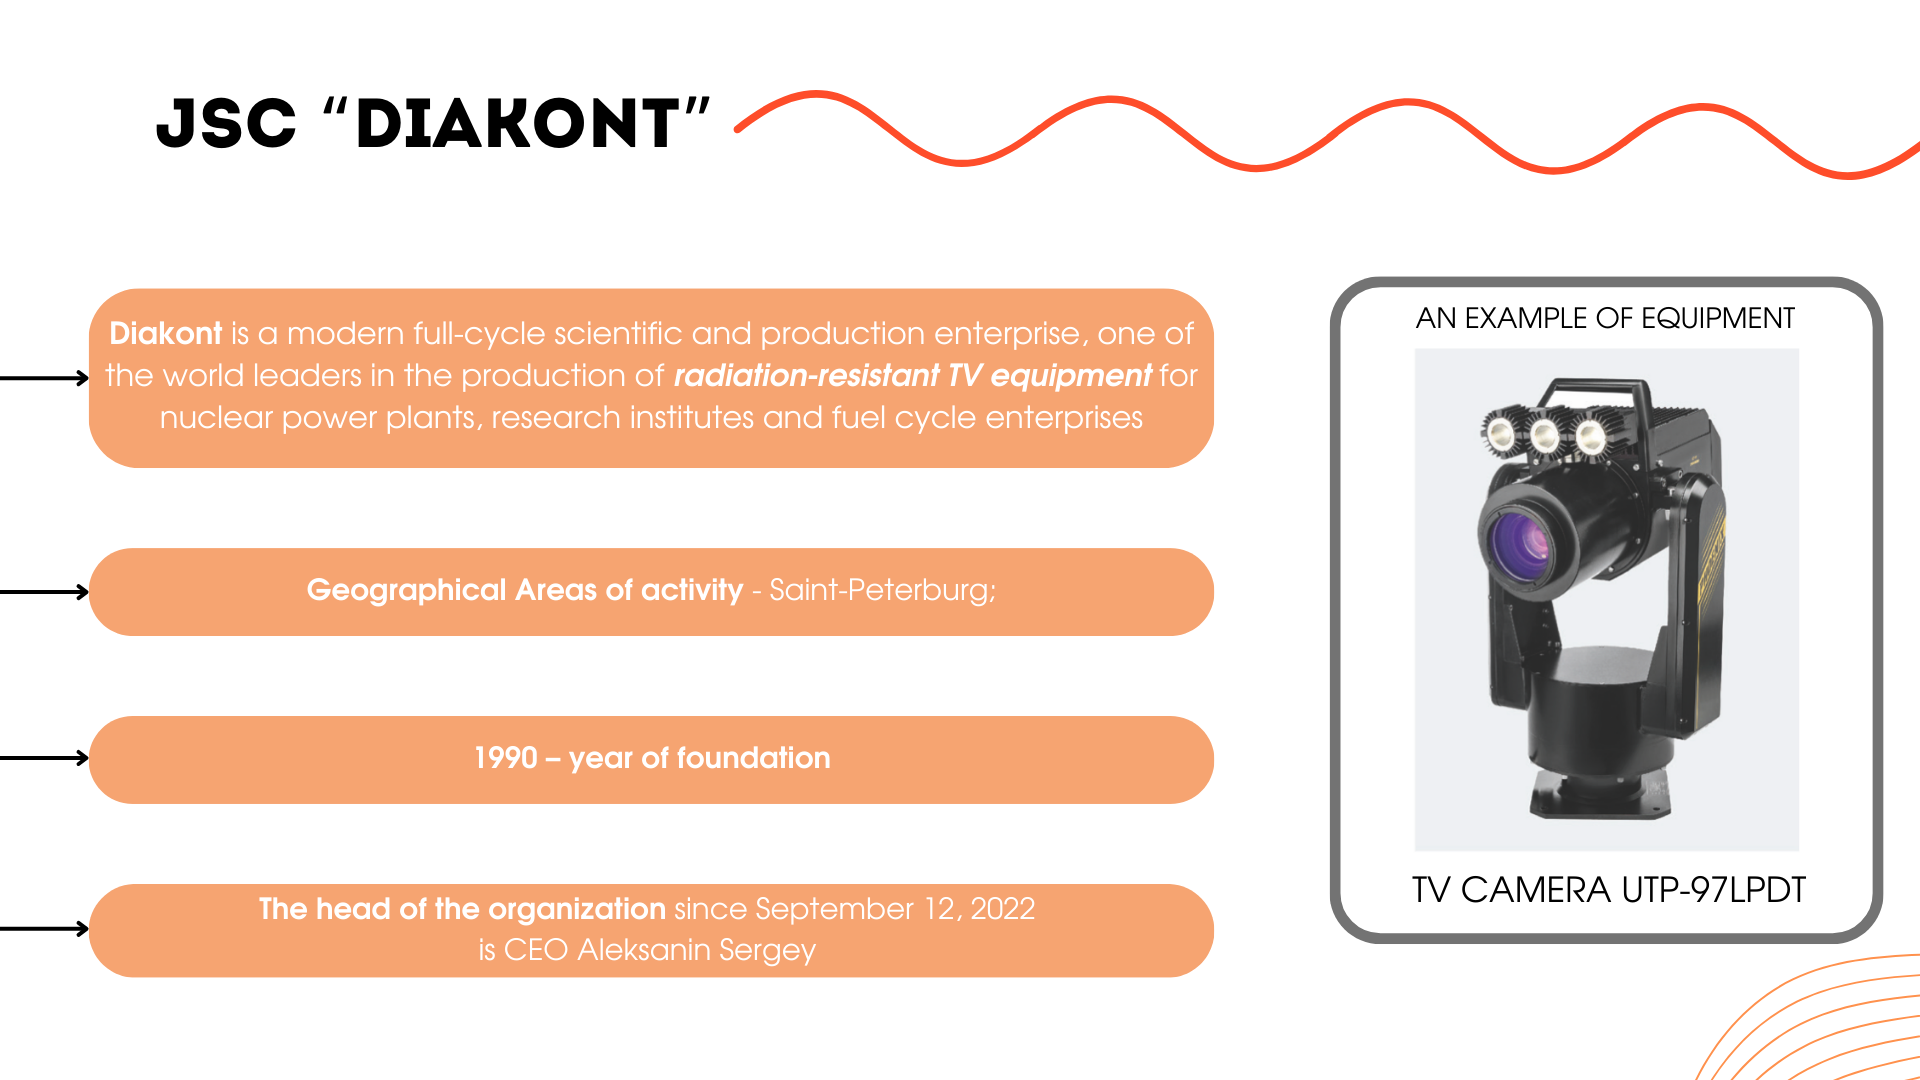 JSC “DIAKONT”
Diakont is a modern full-cycle scientific and production enterprise, one of
the world leaders in the production of radiation-resistant TV equipment for
nuclear power plants, research institutes and fuel cycle enterprises
Geographical Areas of activity - Saint-Peterburg;
1990 – year of foundation
The head of the organization since September 12, 2022
is CEO Aleksanin Sergey
AN EXAMPLE OF EQUIPMENT
TV CAMERA UTP-97LPDT